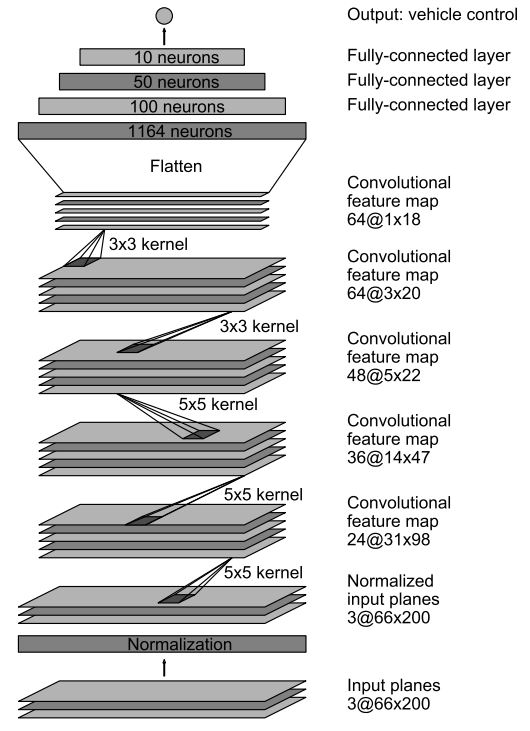 Output: vehicle control
10 neurons
Fully-connected layer
50 neurons
Fully-connected layer
100 neurons
Fully-connected layer
1164 neurons
Flatten
Convolutional
feature map
64@1x18
3x3 kernel
Convolutional
feature map
64@3x20
3x3 kernel
Convolutional
feature map
48@5x22
5x5 kernel
Convolutional
feature map
36@14x47
5x5 kernel
Convolutional
feature map
24@31x98
5x5 kernel
Normalized
input planes
3@66x200
Normalization
Input planes
3@66x200